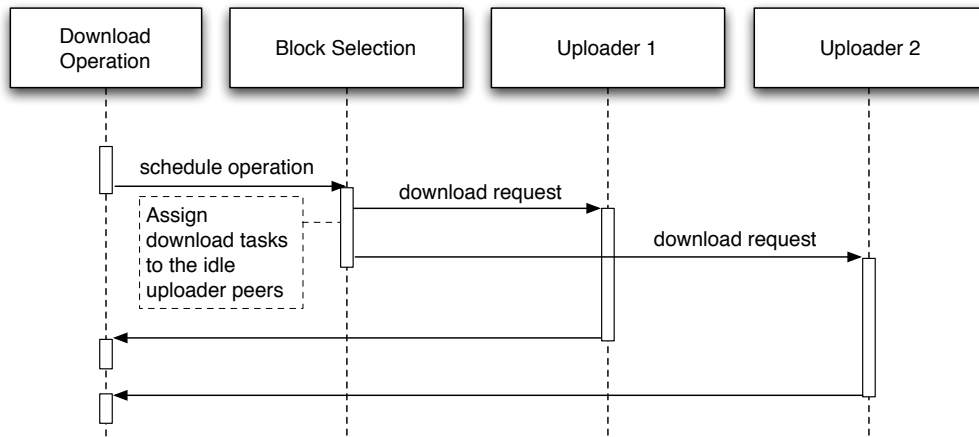 Download
Operation
Block Selection
Uploader 1
Uploader 2
schedule operation
download request
Assign
download tasks
to the idle
uploader peers
download request